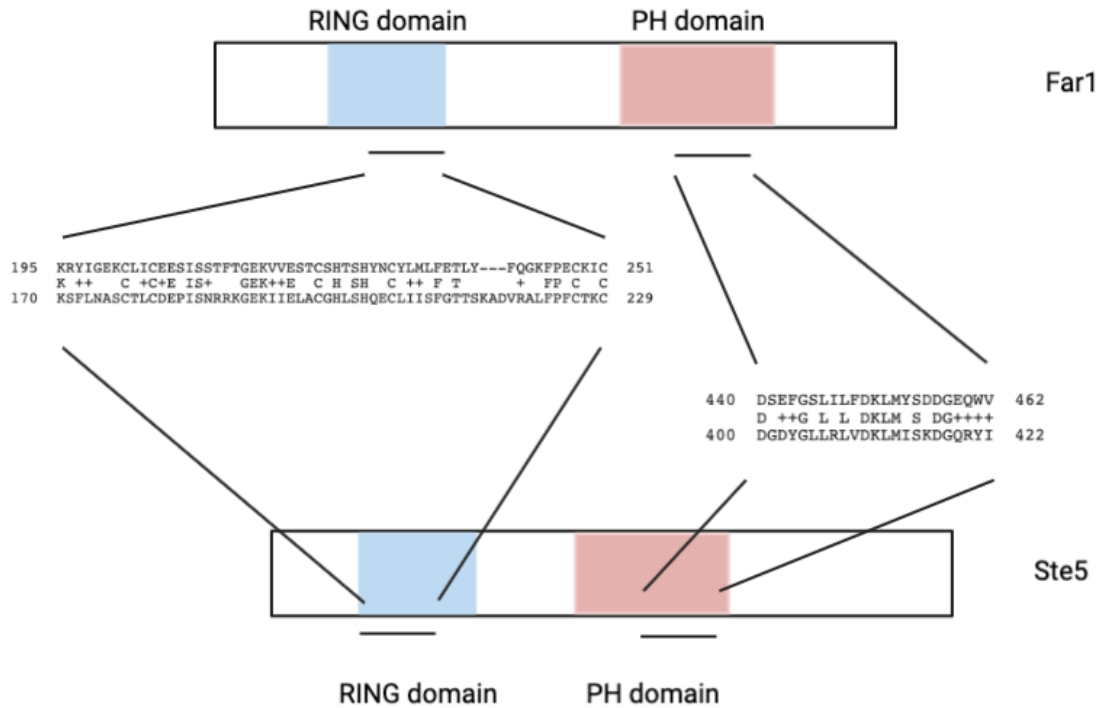 RING domain PH domain
Far1
195 KRYIGEKCLICEESISSTFTGEKVVESTCSHTSHYNCYLMLFETLY---FQGKFPECKIC 251
K ++ C +C+E IS+ GEK++E C H SH C ++ F T + FP C C
170 KSFLNASCTLCDEPISNRRKGEKIIELACGHLSHQECLIISFGTTSKADVRALFPFCTKC 229
440 DSEFGSLILFDKLMYSDDGEQWV 462
D ++G L L DKLM S DG++++
400 DGDYGLLRLVDKLMISKDGQRYI 422
Ste5
RING domain PH domain